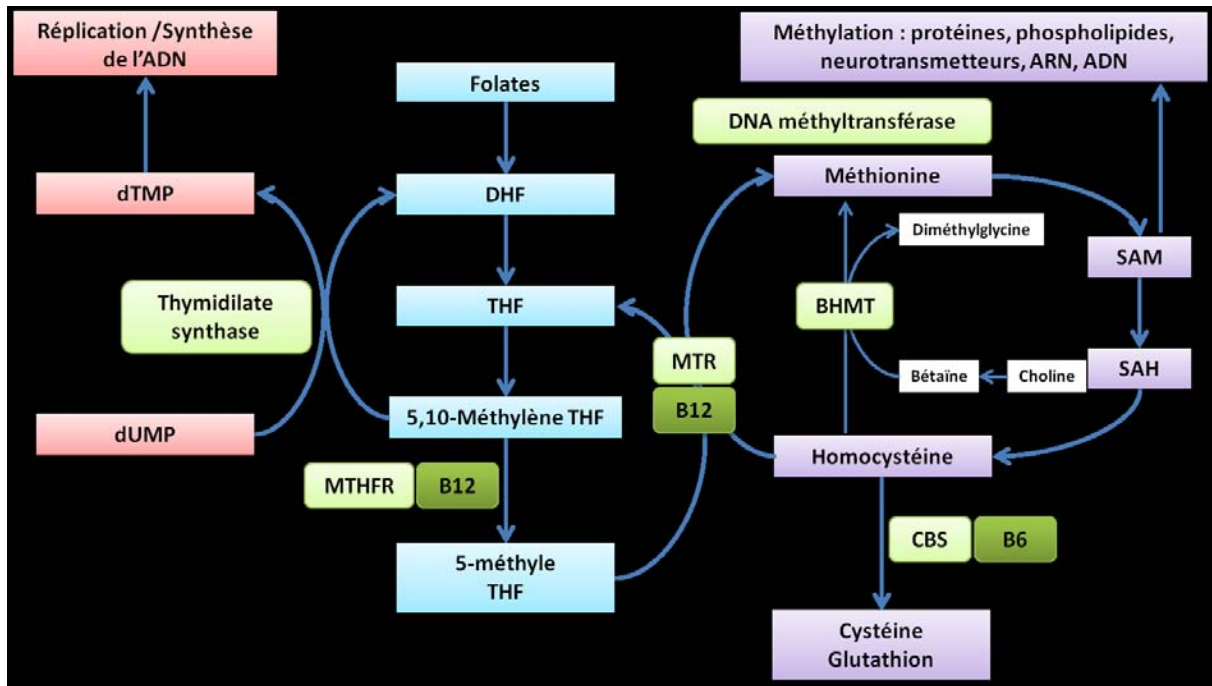 Réplication /Synthèse
de l'ADN
Méthylation : protéines, phospholipides,
neurotransmetteurs, ARN, ADN
Folates
DNA méthyltransférase
dTMP
DHF
Méthionine
Diméthylglycine
SAM
Thymidilate
synthase
THF
BHMT
MTR
SAH
Bétaïne
Choline
B12
5,10-Méthylène THF
dUMP
Homocystéine
MTHFR
B12
CBS
B6
5-méthyle
THF
Cystéine
Glutathion